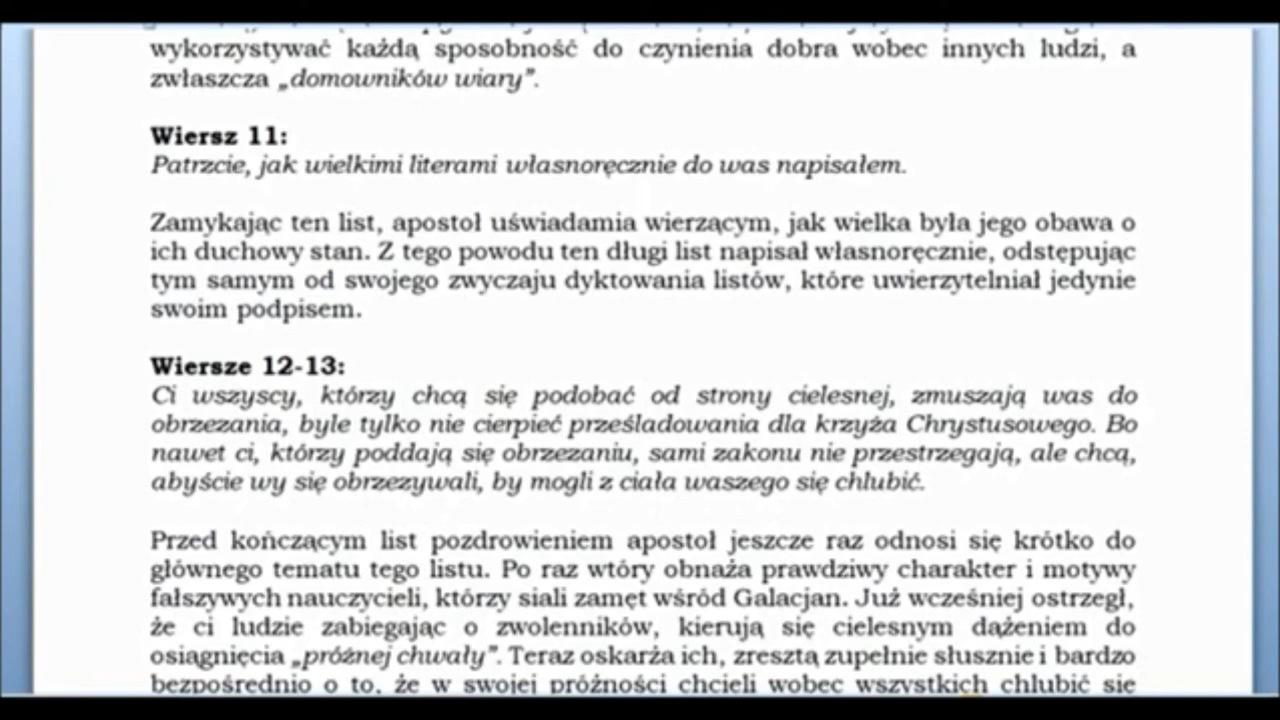 wykorzystywać każdą sposobność do czynienia dobra wobec innych ludzi, a
zwłaszcza „domowników wiary”.
Wiersz 11:
Patrzcie, jak wielkimi literami własnoręcznie do was napisałem.
Zamykając ten list, apostoł uświadamia wierzącym, jak wielka była jego obawa o
ich duchowy stan. Z tego powodu ten długi list napisał własnoręcznie, odstępując
tym samym od swojego zwyczaju dyktowania listów, które uwierzytelniał jedynie
swoim podpisem.
Wiersze 12-13:
Ci wszyscy, którzy chcą się podobać od strony cielesnej, zmuszają was do
obrzezania, byle tylko nie cierpieć prześladowania dla krzyża Chrystusowego. Bo
nawet ci, którzy poddają się obrzezaniu, sami zakonu nie przestrzegają, ale chcą,
abyście wy się obrzezywali, by mogli z ciała waszego się chlubić.
Przed kończącym list pozdrowieniem apostoł jeszcze raz odnosi się krótko do
głównego tematu tego listu. Po raz wtóry obnaża prawdziwy charakter i motywy
fałszywych nauczycieli, którzy siali zamęt wśród Galacjan. Już wcześniej ostrzegł,
że ci ludzie zabiegając o zwolenników, kierują się cielesnym dążeniem do
osiągnięcia „próżnej chwały”. Teraz oskarża ich, zresztą zupełnie słusznie i bardzo
bezpośrednio o to, że w swojej próżności chcieli wobec wszystkich chlubić się